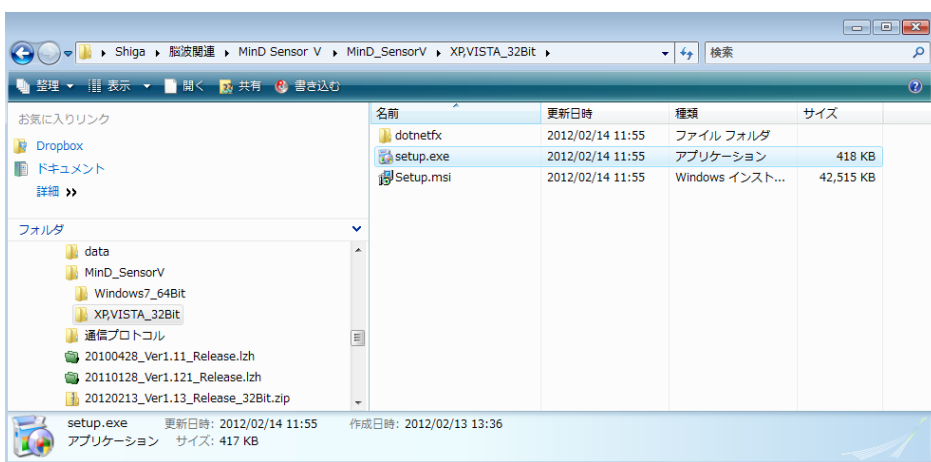 Shiga 脳波関連 MinD Sensor V MinD_SensorV XP,VISTA_32Bit 検索
整理 表示 開く 共有 書き込む
お気に入りリンク
Dropbox
ドキュメント
詳細 >>
フォルダ
data
MinD_SensorV
Windows7_64Bit
XP,VISTA_32Bit
通信プロトコル
20100428_Ver1.11_Release.lzh
20110128_Ver1.121_Release.lzh
20120213_Ver1.13_Release_32Bit.zip
名前 更新日時 種類 サイズ
dotnetfx 2012/02/14 11:55 ファイル フォルダ
setup.exe 2012/02/14 11:55 アプリケーション 418 KB
Setup.msi 2012/02/14 11:55 Windows インスト... 42,515 KB
setup.exe 更新日時: 2012/02/14 11:55 作成日時: 2012/02/13 13:36
アプリケーション サイズ: 417 KB